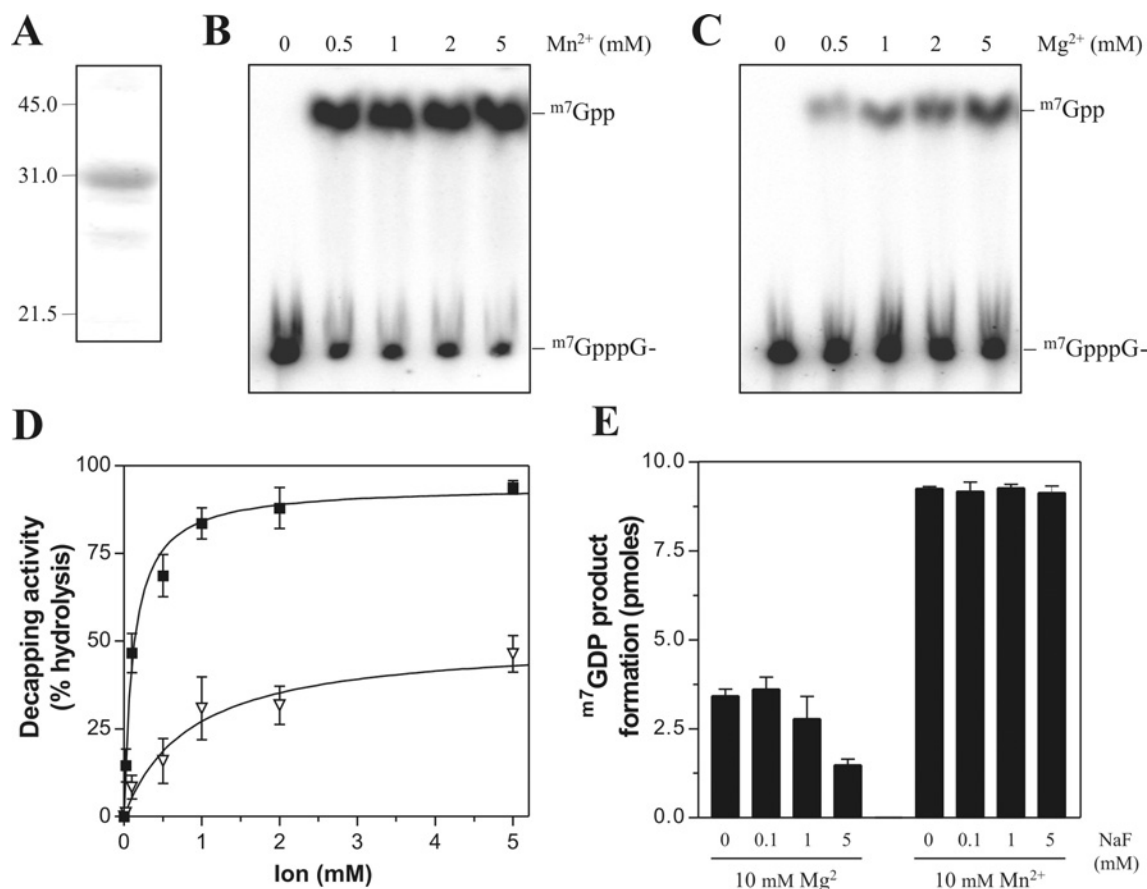 A
45.0
31.0
21.5
B
0 0.5 1 2 5 Mn²⁺ (mM)
m⁷Gpp
m⁷GpppG-
C
0 0.5 1 2 5 Mg²⁺ (mM)
m⁷Gpp
m⁷GpppG-
D
Decapping activity
(% hydrolysis)
100
75
50
25
0
0 1 2 3 4 5
Ion (mM)
E
m⁷GDP product
formation (pmoles)
10.0
7.5
5.0
2.5
0.0
0 0.1 1 5 0 0.1 1 5 NaF
(mM)
10 mM Mg² 10 mM Mn²⁺